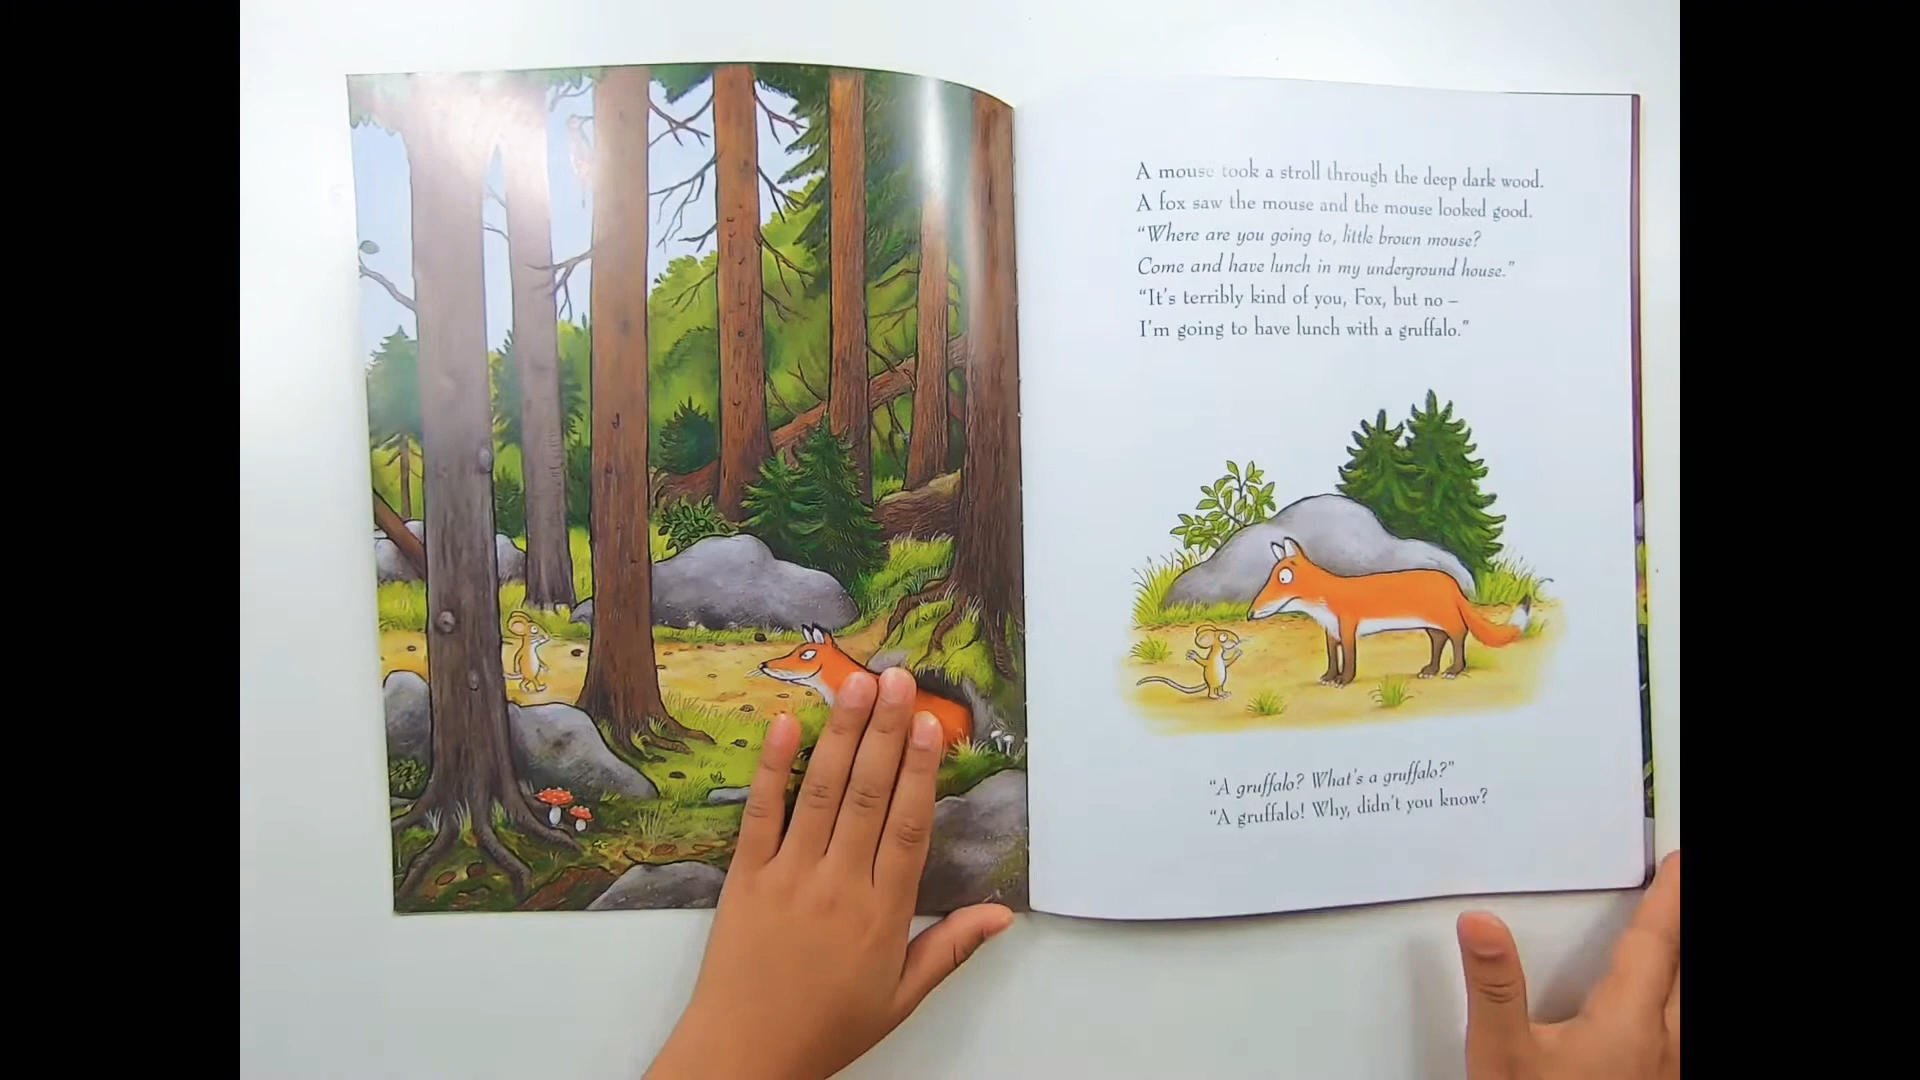 A mouse took a stroll through the deep dark wood.
A fox saw the mouse and the mouse looked good.
“Where are you going to, little brown mouse?
Come and have lunch in my underground house.”
“It’s terribly kind of you, Fox, but no –
I’m going to have lunch with a gruffalo.”
“A gruffalo? What’s a gruffalo?”
“A gruffalo! Why, didn’t you know?